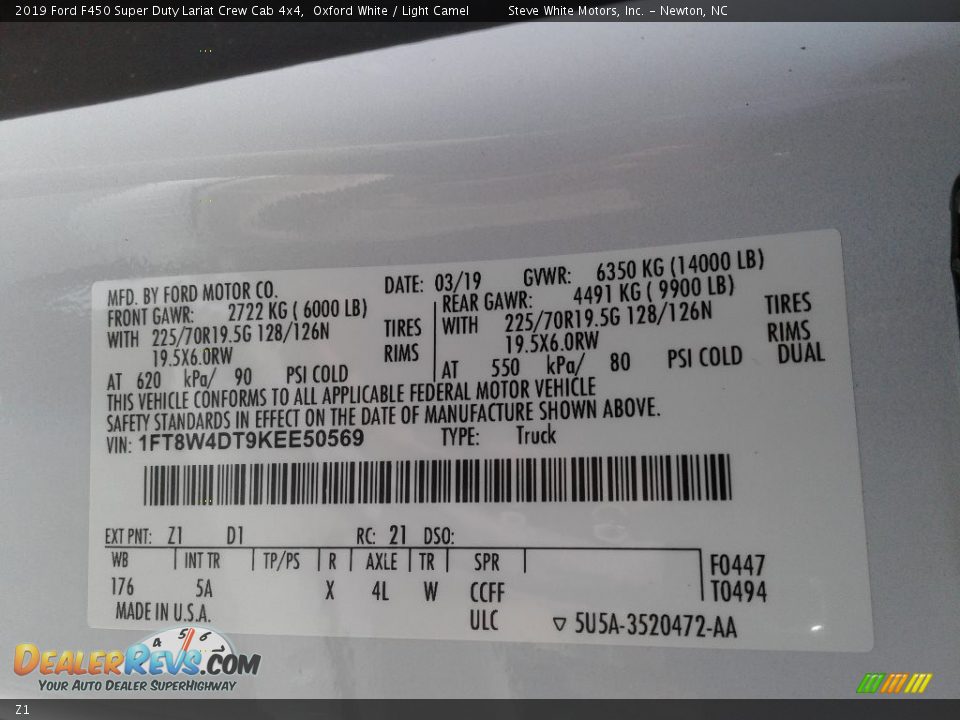 2019 Ford F450 Super Duty Lariat Crew Cab 4x4, Oxford White / Light Camel Steve White Motors, Inc. – Newton, NC
MFD. BY FORD MOTOR CO. DATE: 03/19 GVWR: 6350 KG (14000 LB)
FRONT GAWR: 2722 KG ( 6000 LB) REAR GAWR: 4491 KG ( 9900 LB)
WITH 225/70R19.5G 128/126N TIRES WITH 225/70R19.5G 128/126N TIRES
19.5X6.0RW RIMS 19.5X6.0RW RIMS
AT 620 kPa/ 90 PSI COLD AT 550 kPa/ 80 PSI COLD DUAL
THIS VEHICLE CONFORMS TO ALL APPLICABLE FEDERAL MOTOR VEHICLE
SAFETY STANDARDS IN EFFECT ON THE DATE OF MANUFACTURE SHOWN ABOVE.
VIN: 1FT8W4DT9KEE50569 TYPE: Truck
EXT PNT: Z1 D1 RC: 21 DSO:
WB INT TR TP/PS R AXLE TR SPR F0447
176 5A X 4L W CCFF T0494
MADE IN U.S.A. ULC ▽ 5U5A-3520472-AA
4 5 6
DEALERREVS.COM
YOUR AUTO DEALER SUPERHIGHWAY
Z1